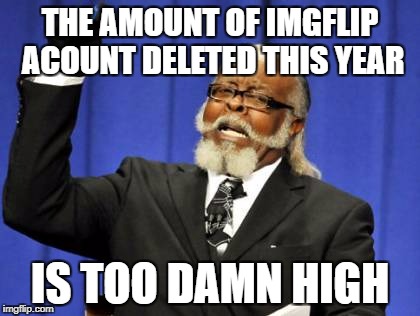 THE AMOUNT OF IMGFLIP
ACOUNT DELETED THIS YEAR
IS TOO DAMN HIGH
imgflip.com